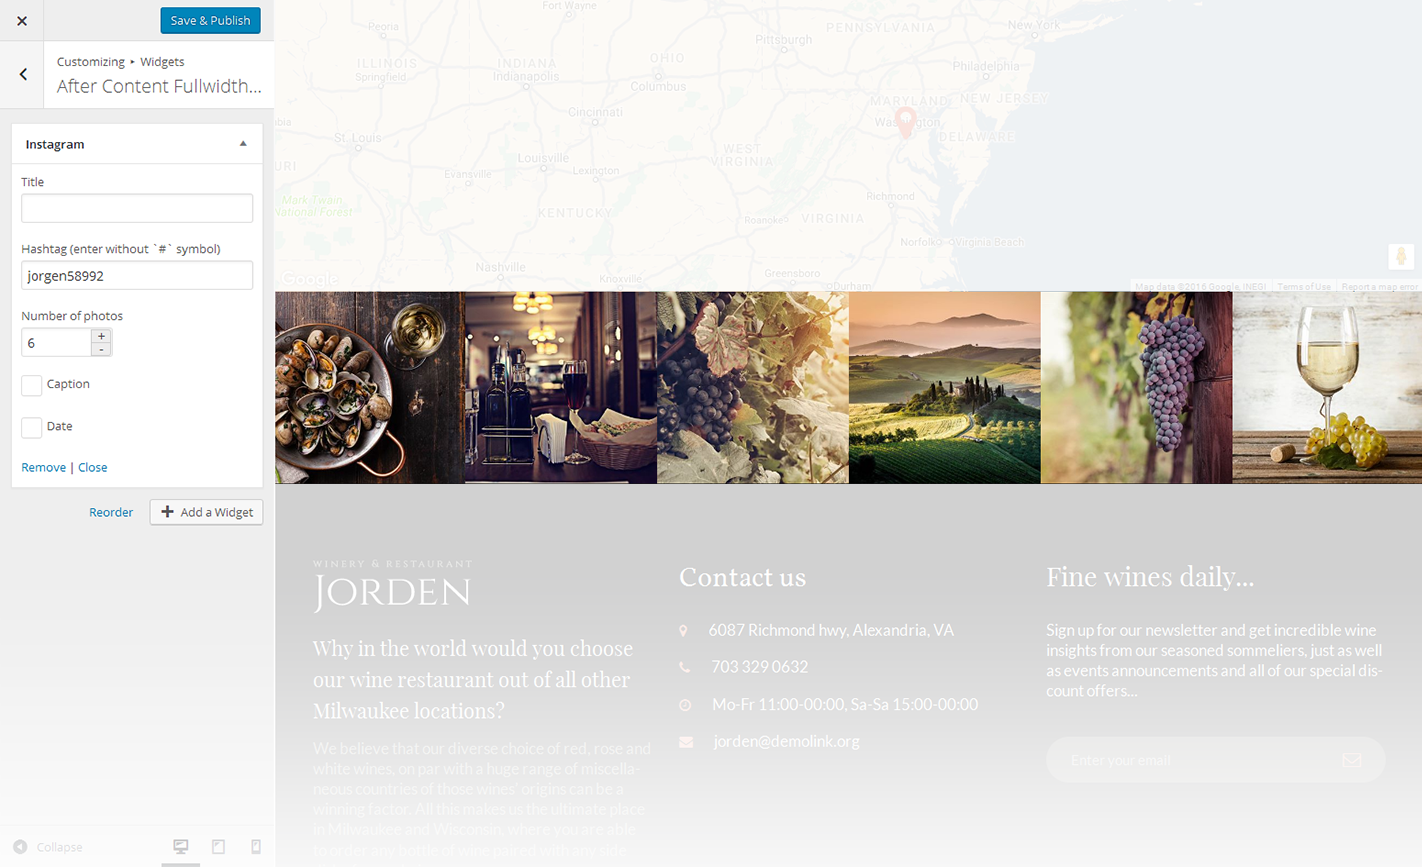 Save & Publish
Customizing ▸ Widgets
After Content Fullwidth...
Instagram
Title
Hashtag (enter without `#` symbol)
jorgen58992
Number of photos
6
+
-
Caption
Date
Remove | Close
Reorder
Add a Widget
Collapse
Fort Wayne
Peoria
ILLINOIS
Springfield
INDIANA
Indianapolis
OHIO
Columbus
Pittsburgh
PENNSYLVANIA
New York
Philadelphia
MARYLAND
NEW JERSEY
Washington
DELAWARE
Cincinnati
St. Louis
Louisville
Evansville
Lexington
WEST
VIRGINIA
Mark Twain
National Forest
KENTUCKY
Richmond
Roanoke
VIRGINIA
Norfolk
Virginia Beach
Nashville
Knoxville
Greensboro
Durham
Google
Map data ©2016 Google, INEGI
Terms of Use
Report a map error
WINERY & RESTAURANT
JORDEN
Why in the world would you choose
our wine restaurant out of all other
Milwaukee locations?
We believe that our diverse choice of red, rose and
white wines, on par with a huge range of miscella-
neous countries of those wines' origins can be a
winning factor. All this makes us the ultimate place
in Milwaukee and Wisconsin, where you are able
to order any bottle of wine paired with any side
Contact us
6087 Richmond hwy, Alexandria, VA
703 329 0632
Mo-Fr 11:00-00:00, Sa-Sa 15:00-00:00
jorden@demolink.org
Fine wines daily...
Sign up for our newsletter and get incredible wine
insights from our seasoned sommeliers, just as well
as events announcements and all of our special dis-
count offers...
Enter your email